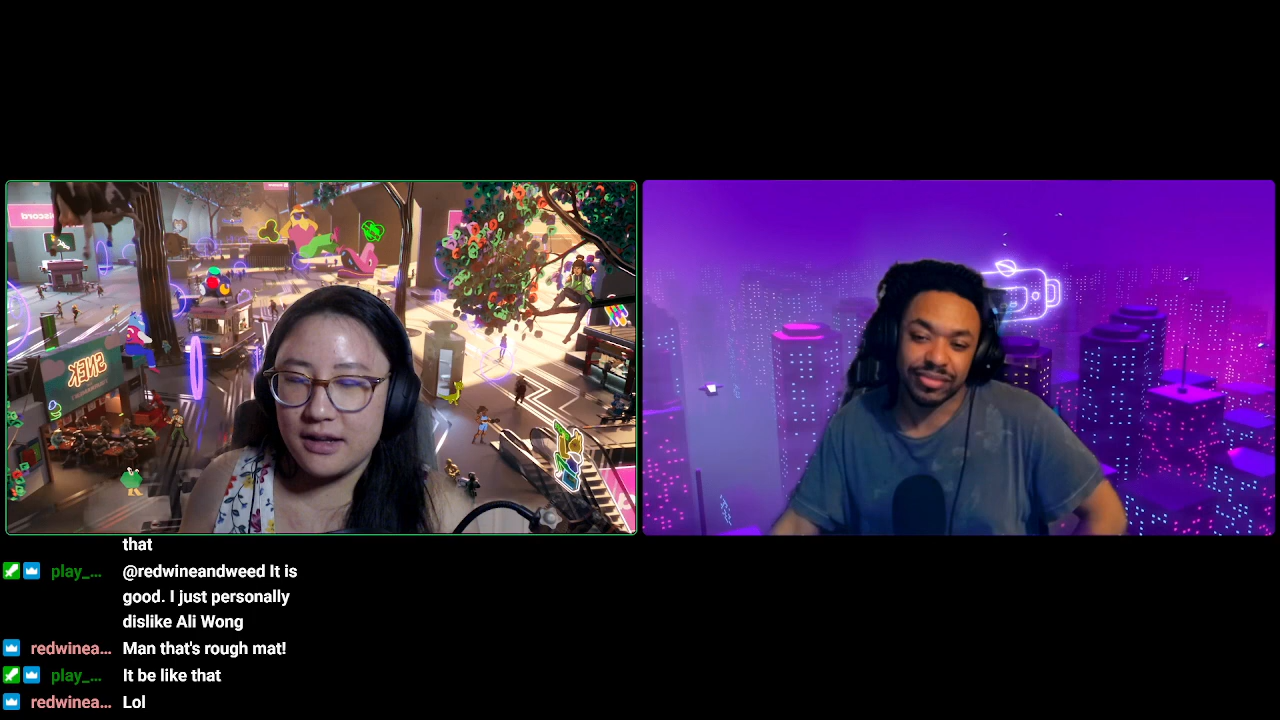 SNEK
that
play_... @redwineandweed It is
good. I just personally
dislike Ali Wong
redwinea... Man that's rough mat!
play_... It be like that
redwinea... Lol